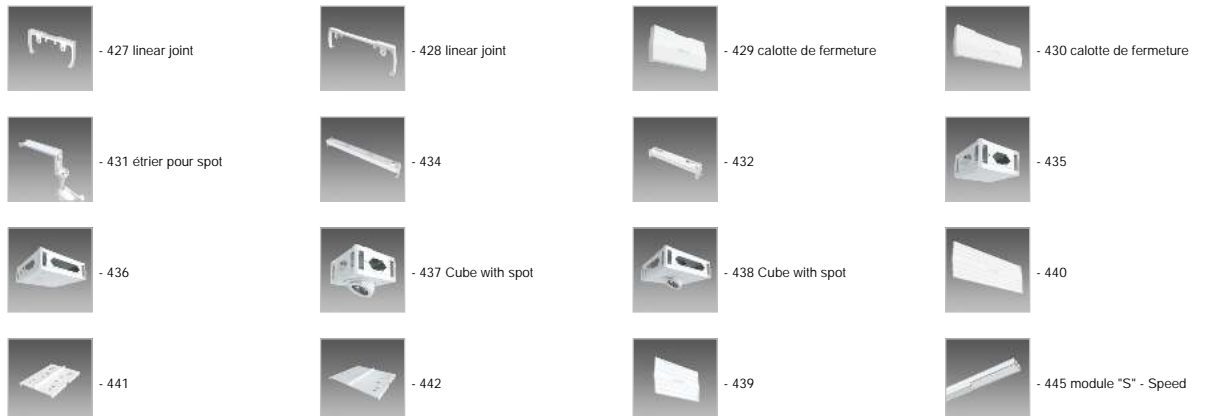 - 427 linear joint
- 428 linear joint
- 429 calotte de fermeture
- 430 calotte de fermeture
- 431 étrier pour spot
- 434
- 432
- 435
- 436
- 437 Cube with spot
- 438 Cube with spot
- 440
- 441
- 442
- 439
- 445 module "S" - Speed